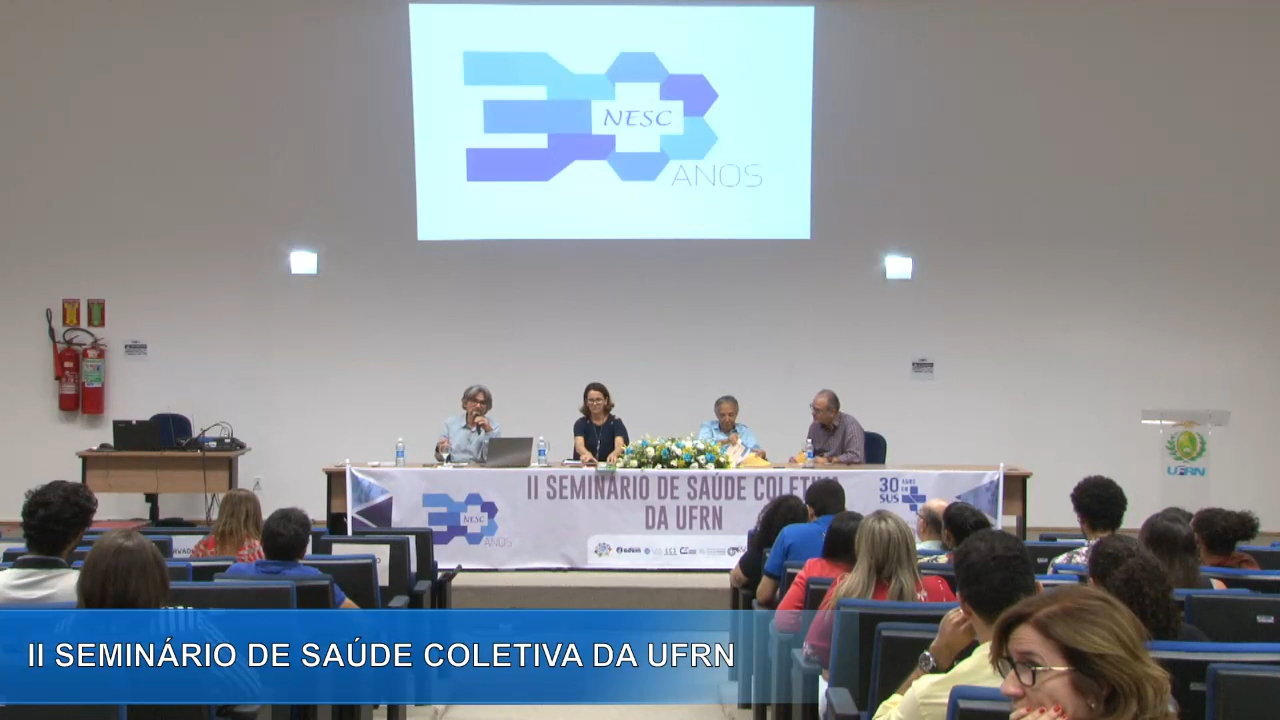 NESC
ANOS
II SEMINÁRIO DE SAÚDE COLETIVA
DA UFRN
NESC
ANOS
30 ANOS
SUS
UFRN
II SEMINÁRIO DE SAÚDE COLETIVA DA UFRN